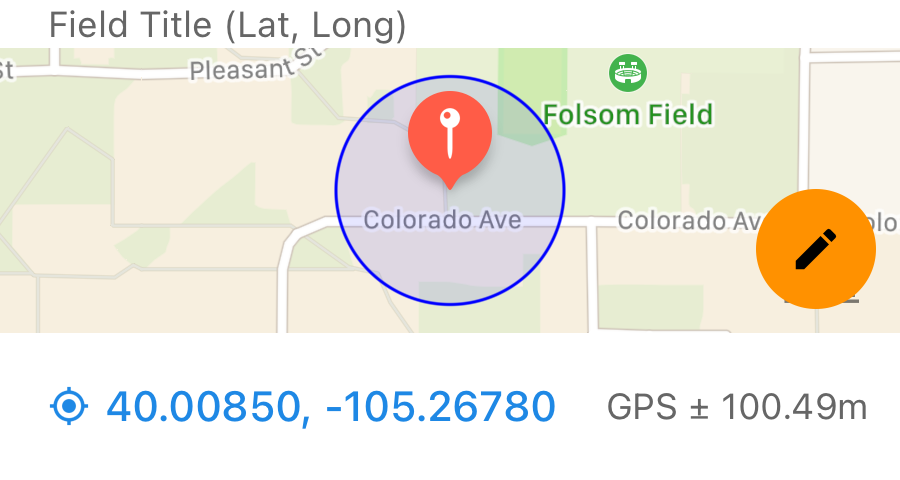 Field Title (Lat, Long)
St
Pleasant St
Folsom Field
Colorado Ave
Colorado Av
olo
40.00850, -105.26780
GPS ± 100.49m